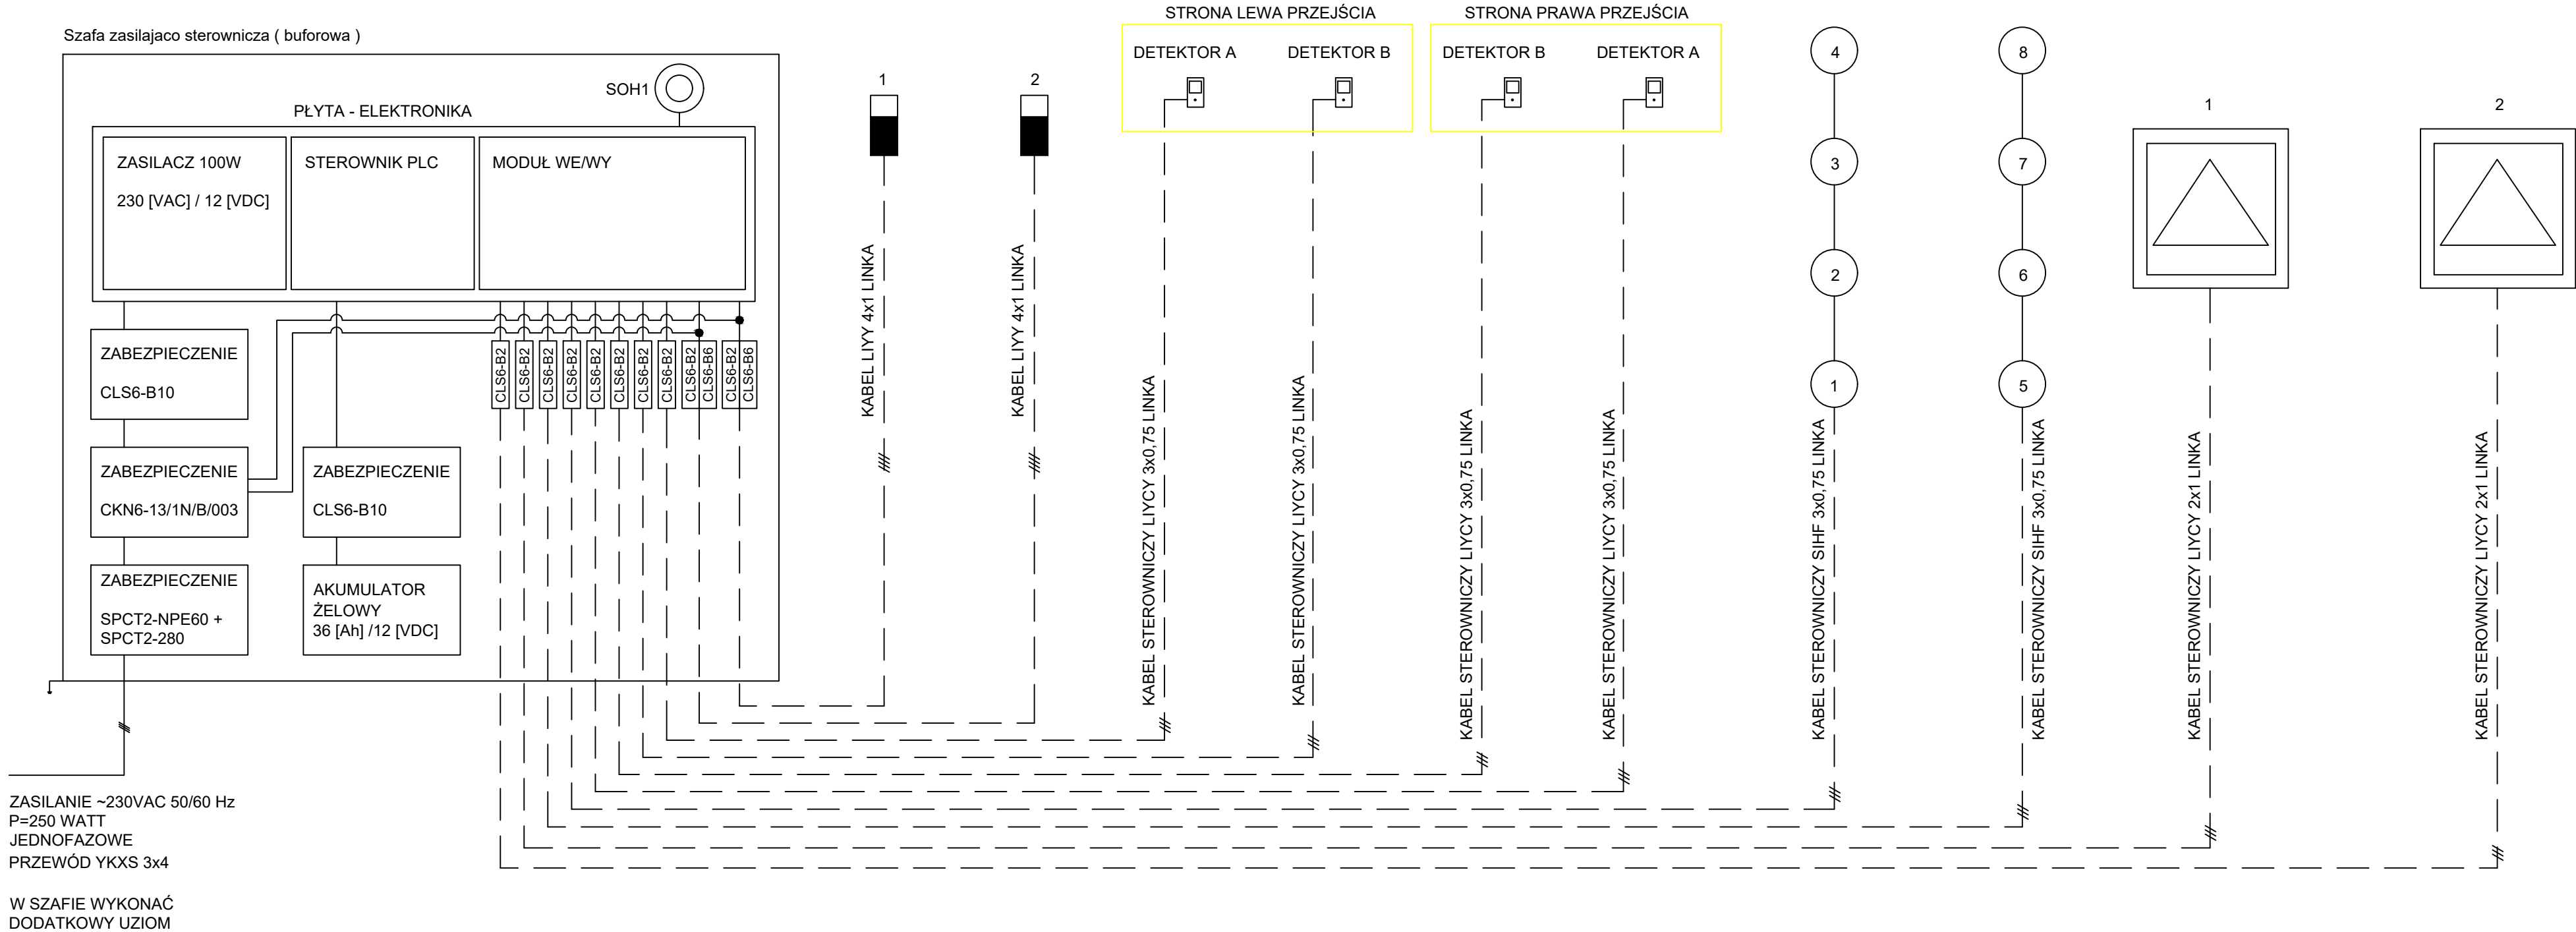 Szafa zasilajaco sterownicza ( buforowa )
SOH1
PŁYTA - ELEKTRONIKA
ZASILACZ 100W
230 [VAC] / 12 [VDC]
STEROWNIK PLC
MODUŁ WE/WY
ZABEZPIECZENIE
CLS6-B10
ZABEZPIECZENIE
CKN6-13/1N/B/003
ZABEZPIECZENIE
SPCT2-NPE60 +
SPCT2-280
ZABEZPIECZENIE
CLS6-B10
AKUMULATOR
ŻELOWY
36 [Ah] /12 [VDC]
CLS6-B2
CLS6-B2
CLS6-B2
CLS6-B2
CLS6-B2
CLS6-B2
CLS6-B2
CLS6-B2
CLS6-B2
CLS6-B6
CLS6-B2
CLS6-B6
ZASILANIE ~230VAC 50/60 Hz
P=250 WATT
JEDNOFAZOWE
PRZEWÓD YKXS 3x4
W SZAFIE WYKONAĆ
DODATKOWY UZIOM
1
KABEL LIYY 4x1 LINKA
2
KABEL LIYY 4x1 LINKA
STRONA LEWA PRZEJŚCIA
DETEKTOR A
DETEKTOR B
KABEL STEROWNICZY LIYCY 3x0,75 LINKA
KABEL STEROWNICZY LIYCY 3x0,75 LINKA
STRONA PRAWA PRZEJŚCIA
DETEKTOR B
DETEKTOR A
KABEL STEROWNICZY LIYCY 3x0,75 LINKA
KABEL STEROWNICZY LIYCY 3x0,75 LINKA
4
3
2
1
KABEL STEROWNICZY SIHF 3x0,75 LINKA
8
7
6
5
KABEL STEROWNICZY SIHF 3x0,75 LINKA
1
KABEL STEROWNICZY LIYCY 2x1 LINKA
2
KABEL STEROWNICZY LIYCY 2x1 LINKA